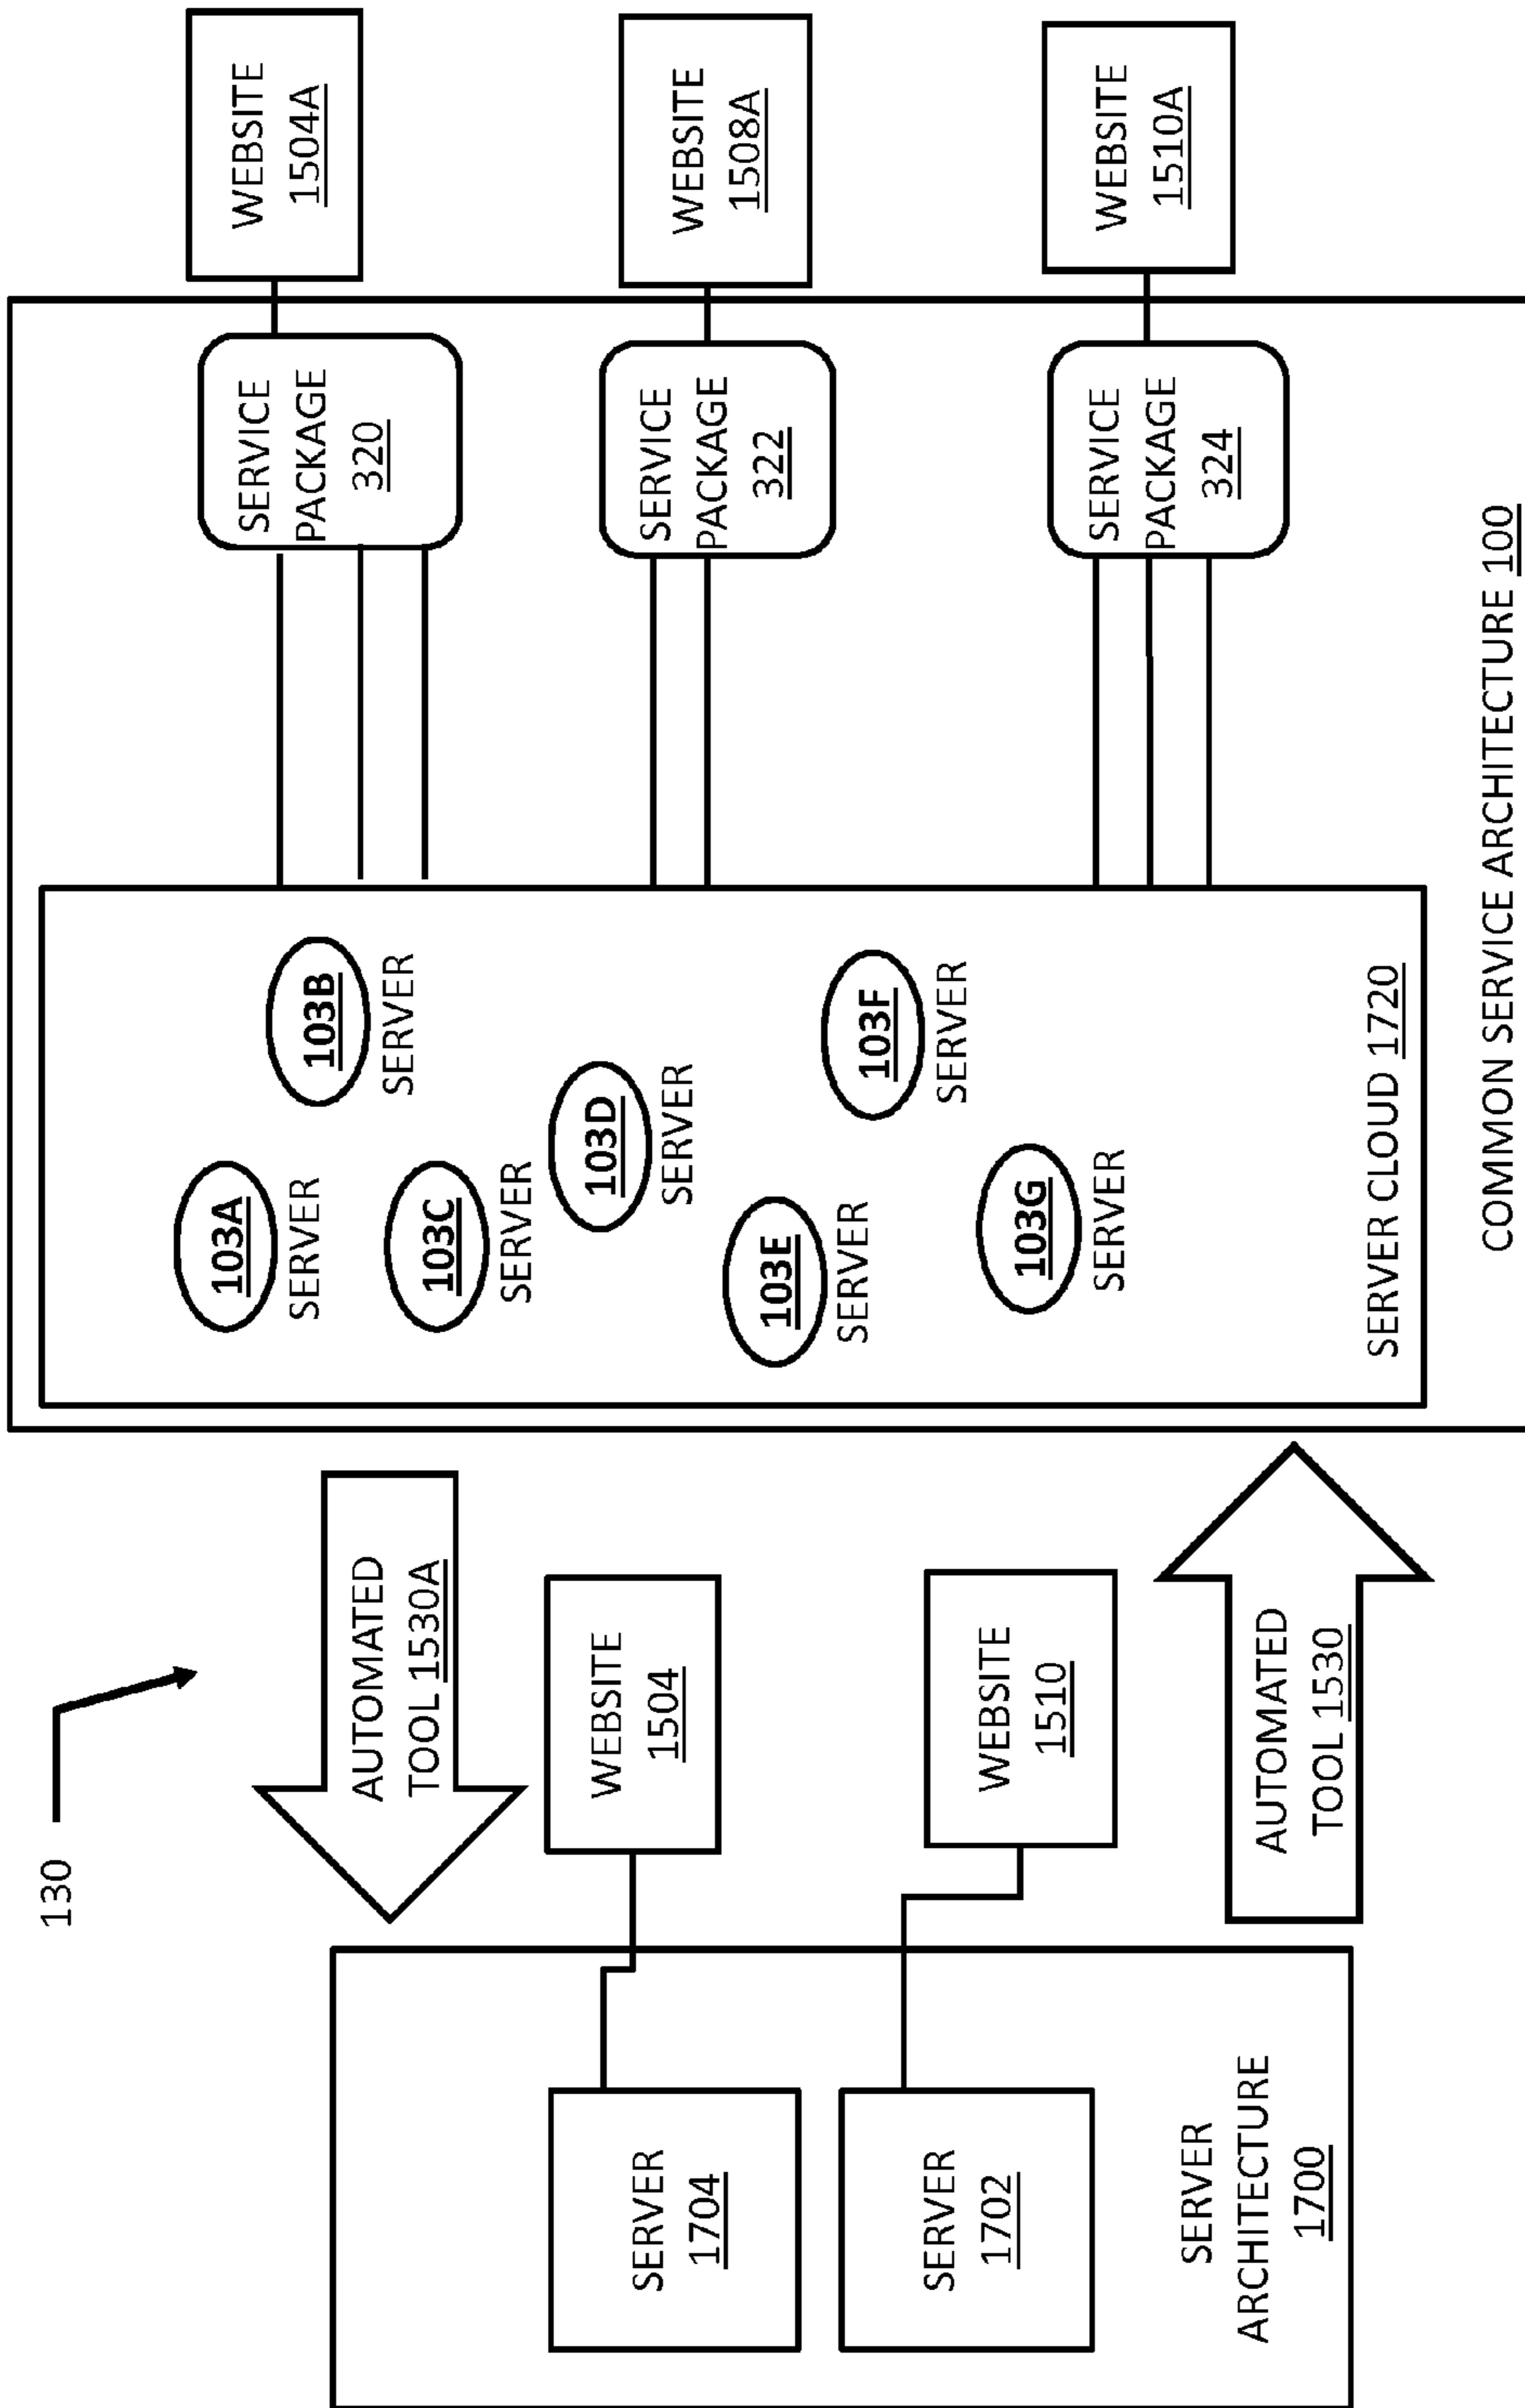 130
SERVER
1704
SERVER
1702
SERVER
ARCHITECTURE
1700
AUTOMATED
TOOL 1530A
WEBSITE
1504
WEBSITE
1510
AUTOMATED
TOOL 1530
103A
SERVER
103B
SERVER
103C
SERVER
103D
SERVER
103E
SERVER
103F
SERVER
103G
SERVER
SERVER CLOUD 1720
SERVICE
PACKAGE
320
SERVICE
PACKAGE
322
SERVICE
PACKAGE
324
COMMON SERVICE ARCHITECTURE 100
WEBSITE
1504A
WEBSITE
1508A
WEBSITE
1510A